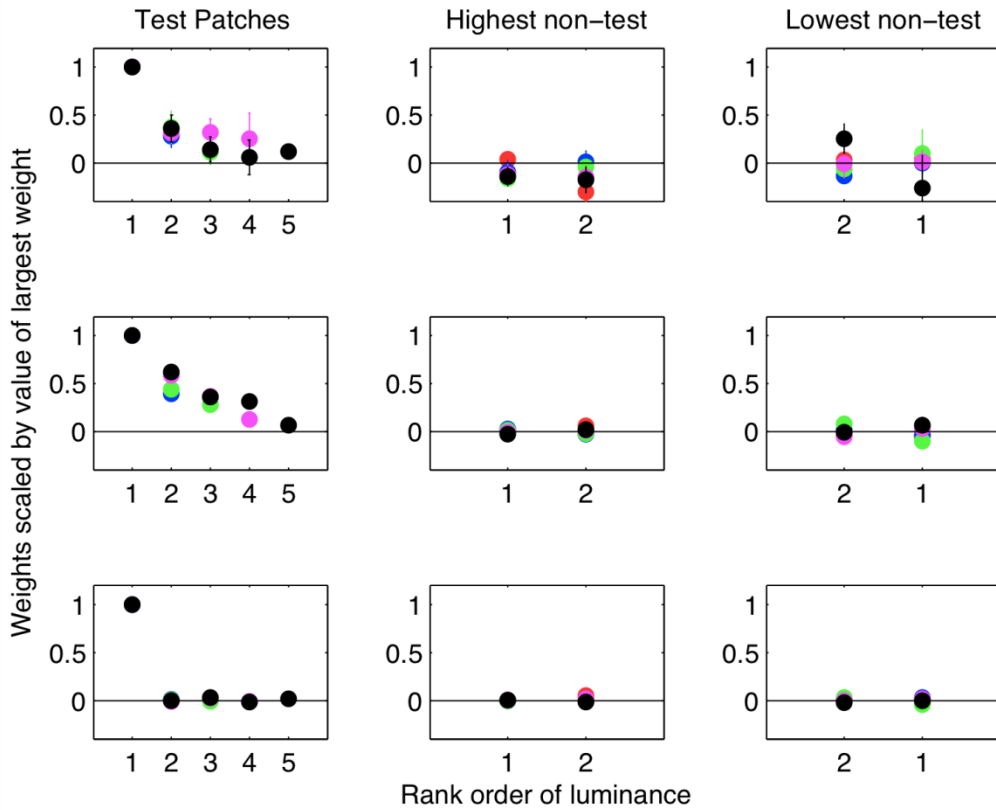 Test Patches Highest non-test Lowest non-test
Weights scaled by value of largest weight
1 1 1
0.5 0.5 0.5
0 0 0
1 2 3 4 5 1 2 2 1
1 1 1
0.5 0.5 0.5
0 0 0
1 2 3 4 5 1 2 2 1
1 1 1
0.5 0.5 0.5
0 0 0
1 2 3 4 5 1 2 2 1
Rank order of luminance